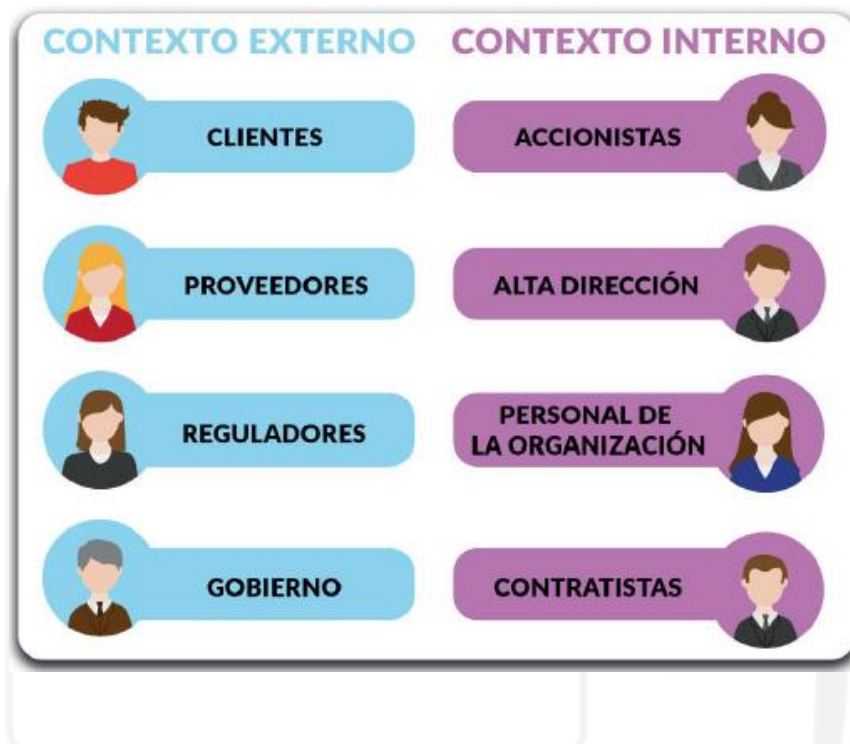 CONTEXTO EXTERNO
CLIENTES
PROVEEDORES
REGULADORES
GOBIERNO
CONTEXTO INTERNO
ACCIONISTAS
ALTA DIRECCIÓN
PERSONAL DE
LA ORGANIZACIÓN
CONTRATISTAS